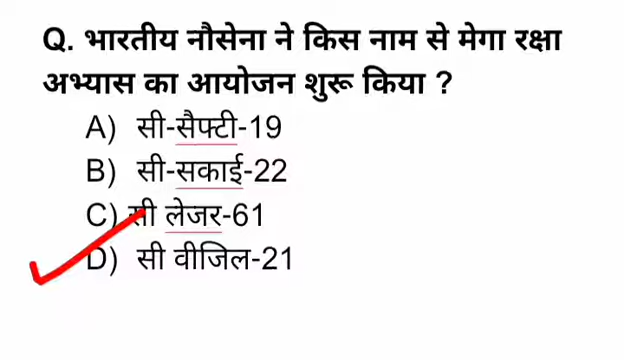 Q. भारतीय नौसेना ने किस नाम से मेगा रक्षा
अभ्यास का आयोजन शुरू किया ?
A) सी-सैफ्टी-19
B) सी-सकाई-22
C) सी लेजर-61
D) सी वीजिल-21